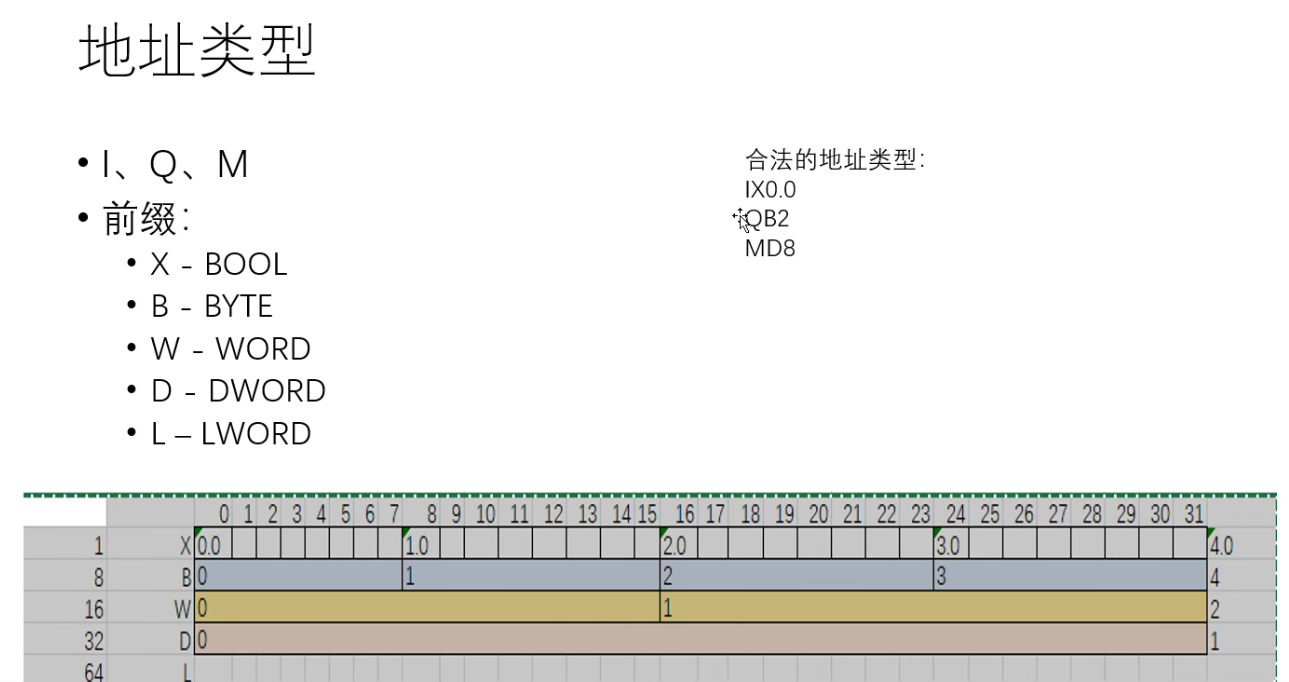 地址类型
• I、Q、M
• 前缀：
• X - BOOL
• B - BYTE
• W - WORD
• D - DWORD
• L – LWORD
合法的地址类型：
IX0.0
QB2
MD8
0 1 2 3 4 5 6 7 8 9 10 11 12 13 14 15 16 17 18 19 20 21 22 23 24 25 26 27 28 29 30 31
1 X 0.0 1.0 2.0 3.0 4.0
8 B 0 1 2 3 4
16 W 0 1 2
32 D 0 1
64 L